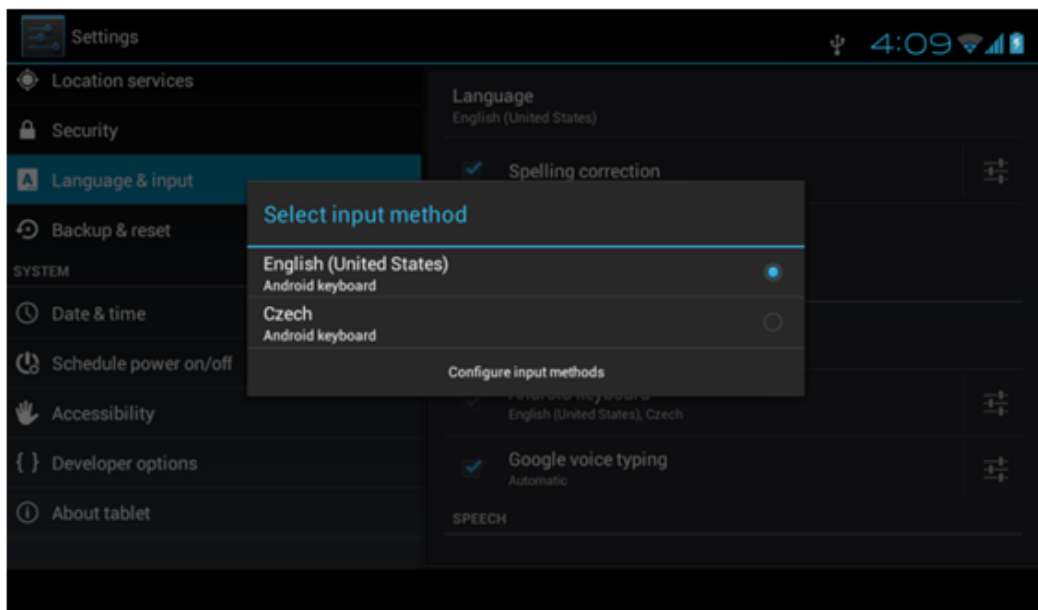 Settings
4:09
Location services
Security
Language & input
Backup & reset
SYSTEM
Date & time
Schedule power on/off
Accessibility
{ } Developer options
About tablet
Language
English (United States)
Spelling correction
Select input method
English (United States)
Android keyboard
Czech
Android keyboard
Configure input methods
Android keyboard
English (United States), Czech
Google voice typing
Automatic
SPEECH